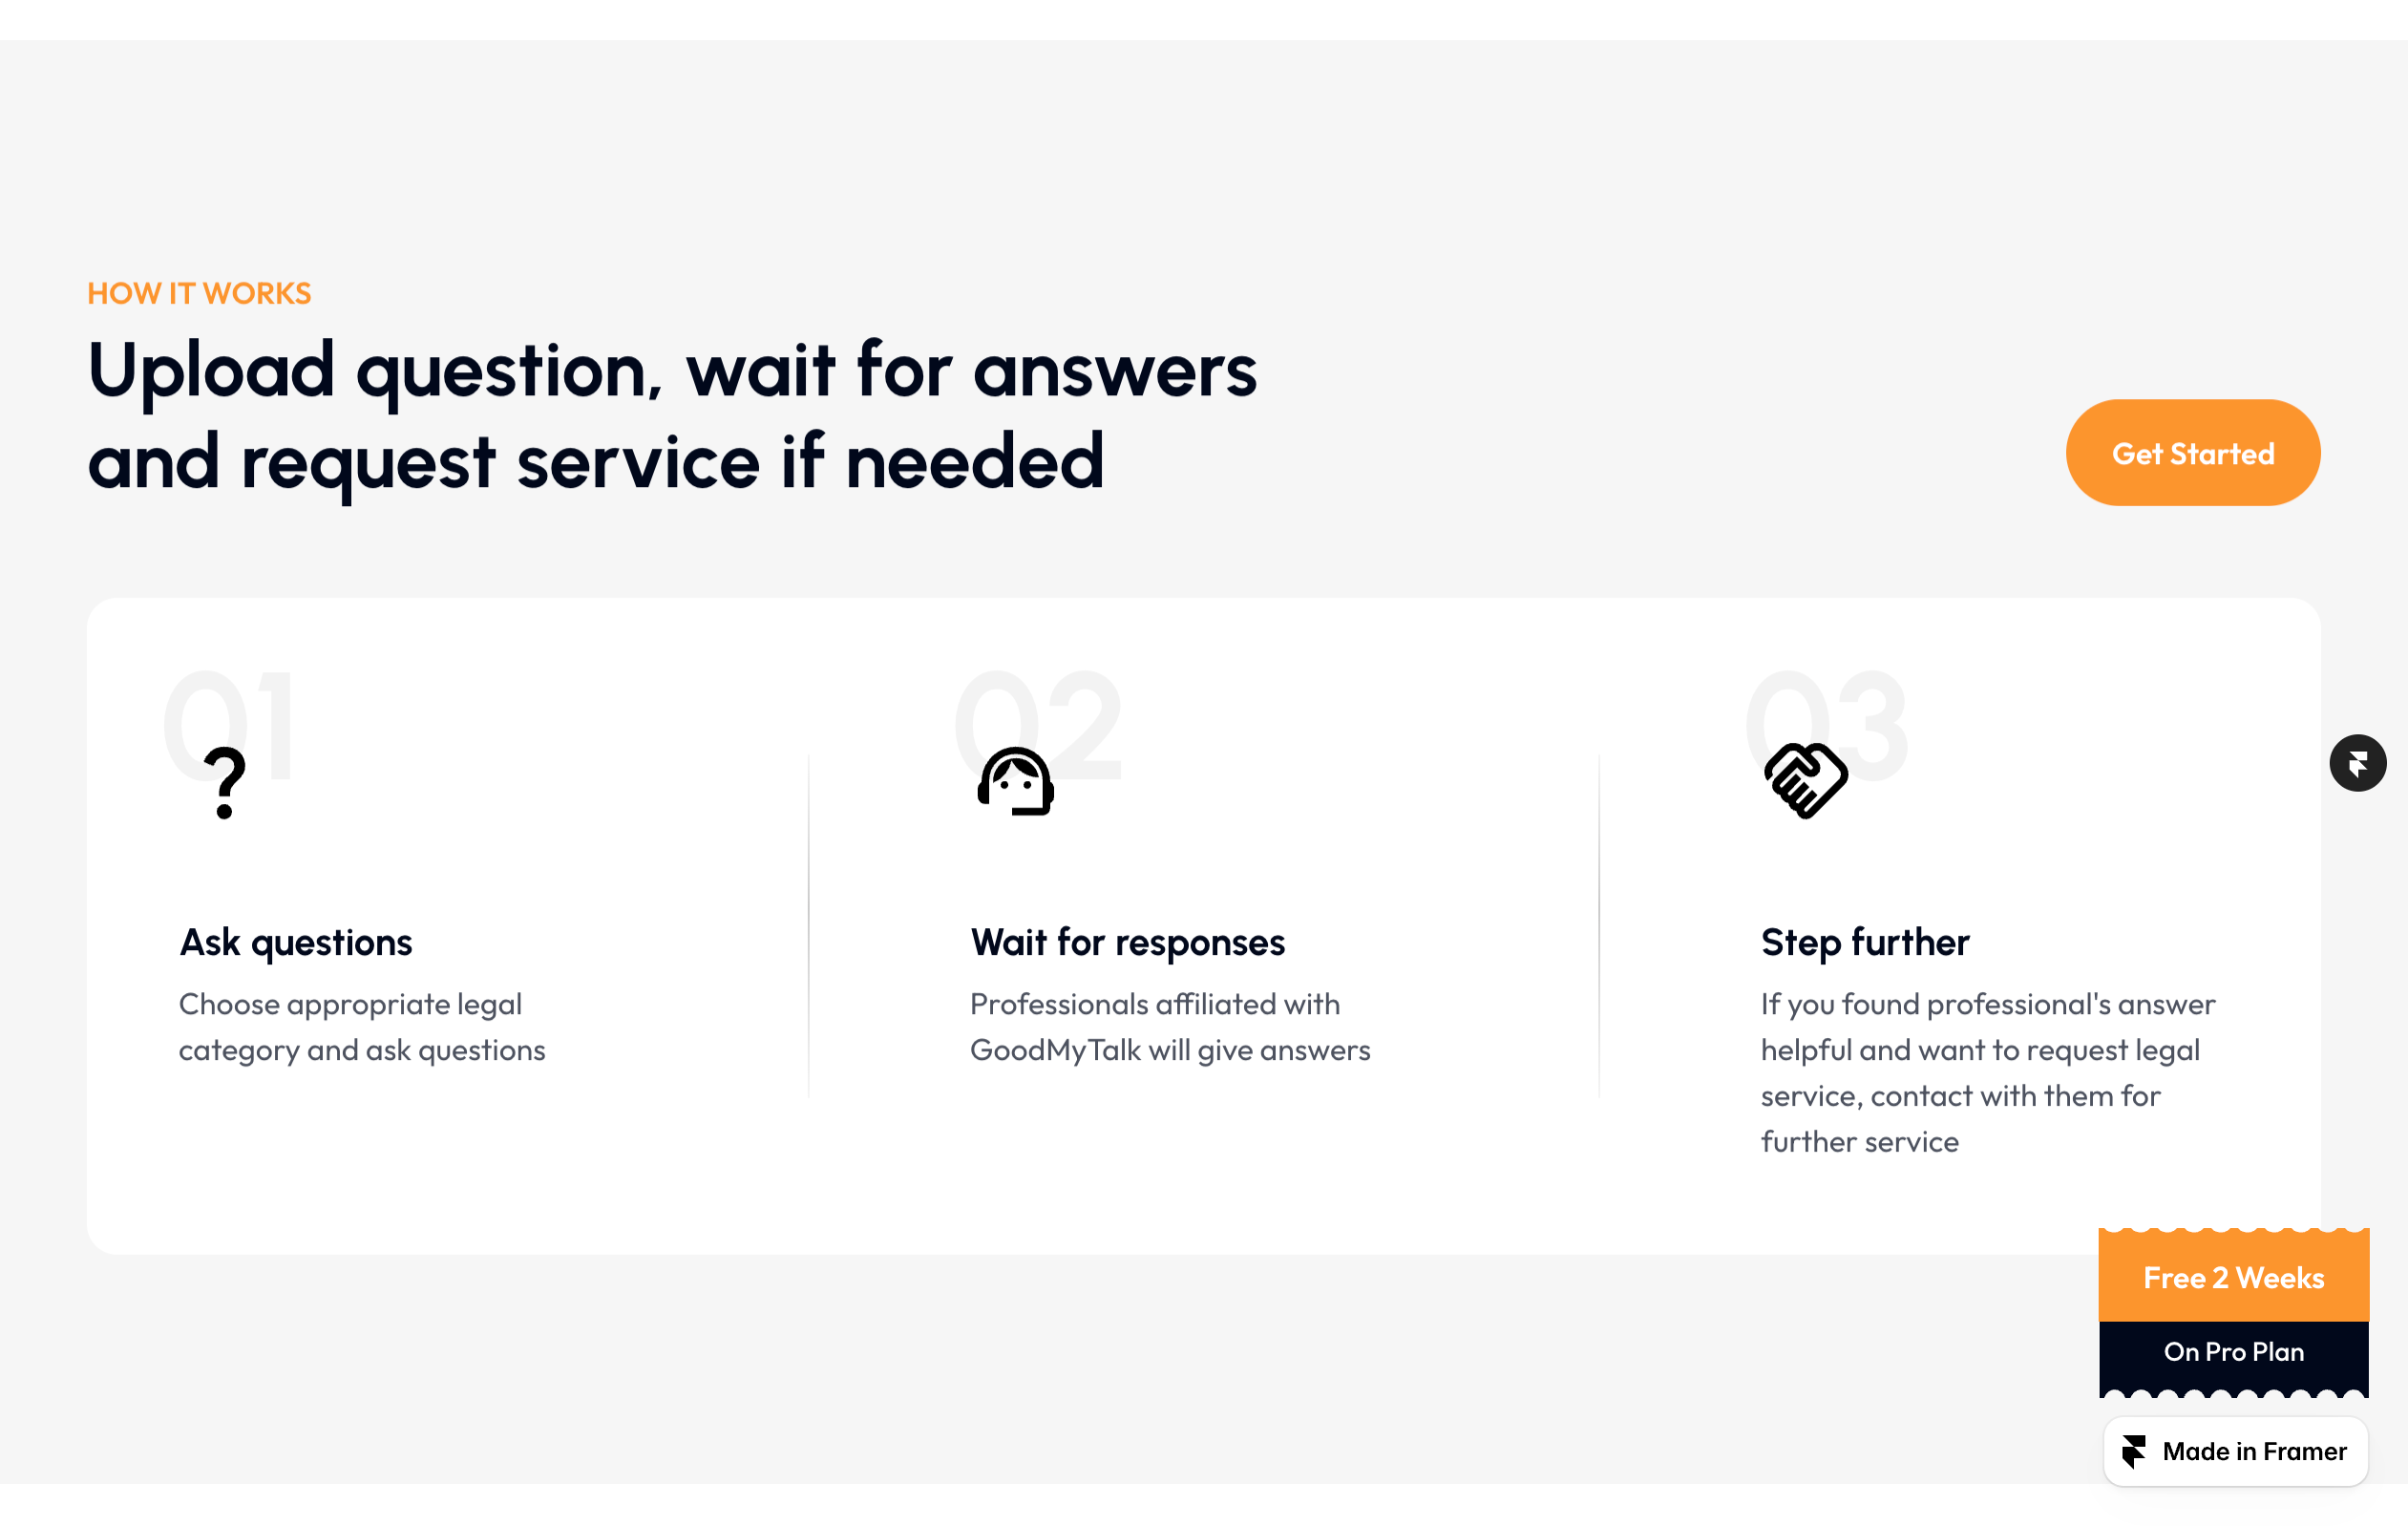 HOW IT WORKS
Upload question, wait for answers
and request service if needed
Get Started
01
Ask questions
Choose appropriate legal
category and ask questions
02
Wait for responses
Professionals affiliated with
GoodMyTalk will give answers
03
Step further
If you found professional's answer
helpful and want to request legal
service, contact with them for
further service
Free 2 Weeks
On Pro Plan
Made in Framer